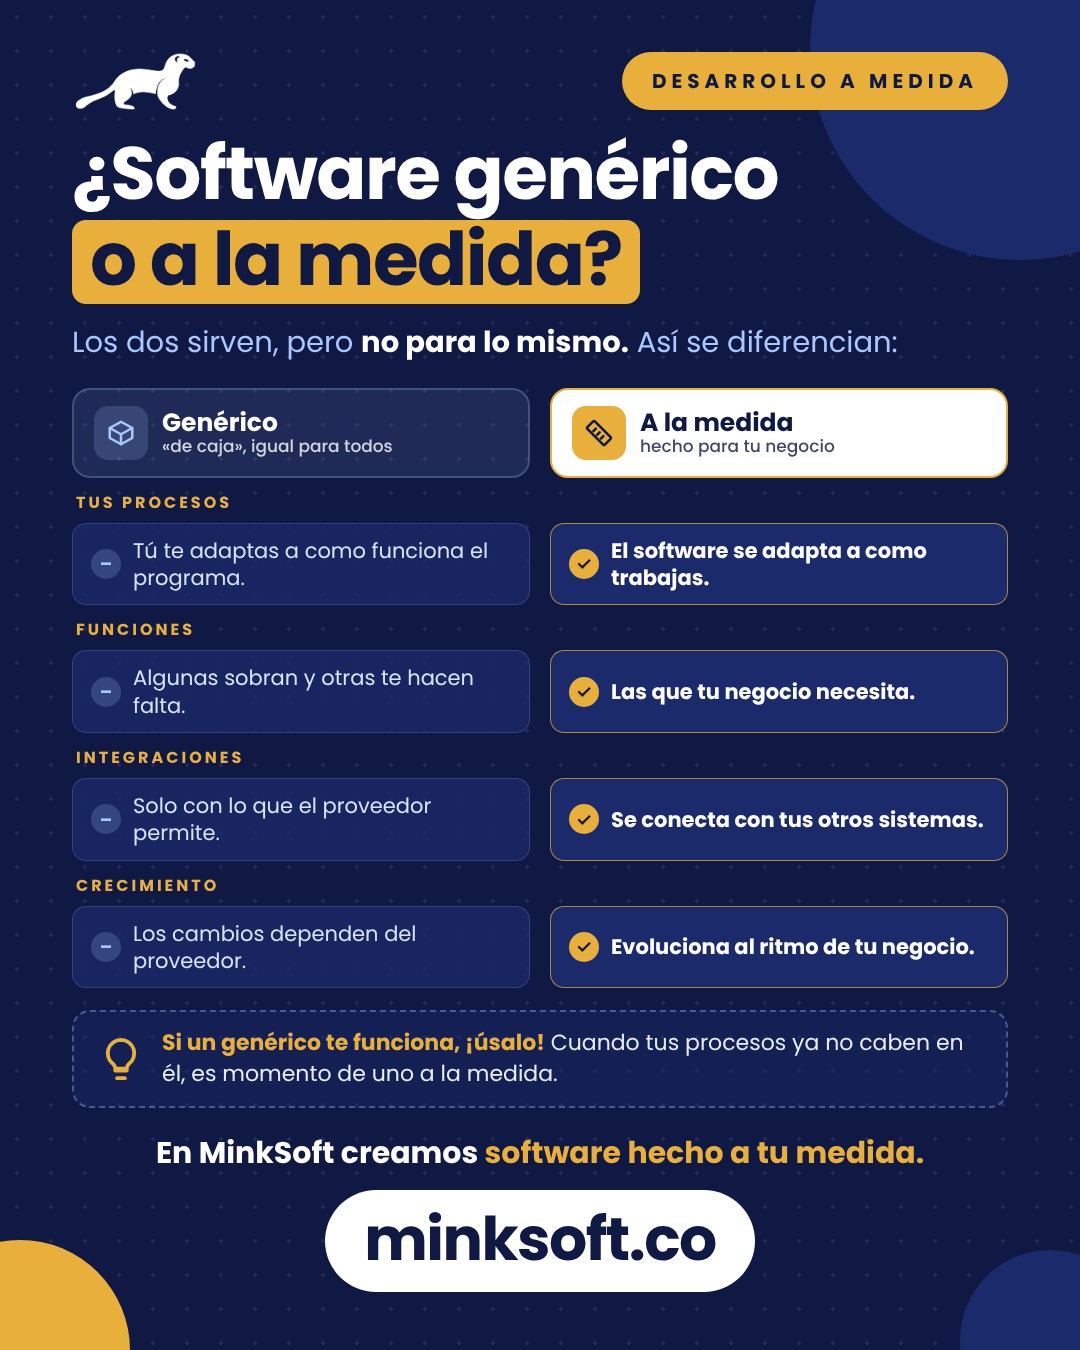 DESARROLLO A MEDIDA
¿Software genérico
o a la medida?
Los dos sirven, pero no para lo mismo. Así se diferencian:
Genérico
«de caja», igual para todos
A la medida
hecho para tu negocio
TUS PROCESOS
Tú te adaptas a como funciona el
programa.
El software se adapta a como
trabajas.
FUNCIONES
Algunas sobran y otras te hacen
falta.
Las que tu negocio necesita.
INTEGRACIONES
Solo con lo que el proveedor
permite.
Se conecta con tus otros sistemas.
CRECIMIENTO
Los cambios dependen del
proveedor.
Evoluciona al ritmo de tu negocio.
Si un genérico te funciona, ¡úsalo! Cuando tus procesos ya no caben en
él, es momento de uno a la medida.
En MinkSoft creamos software hecho a tu medida.
minksoft.co